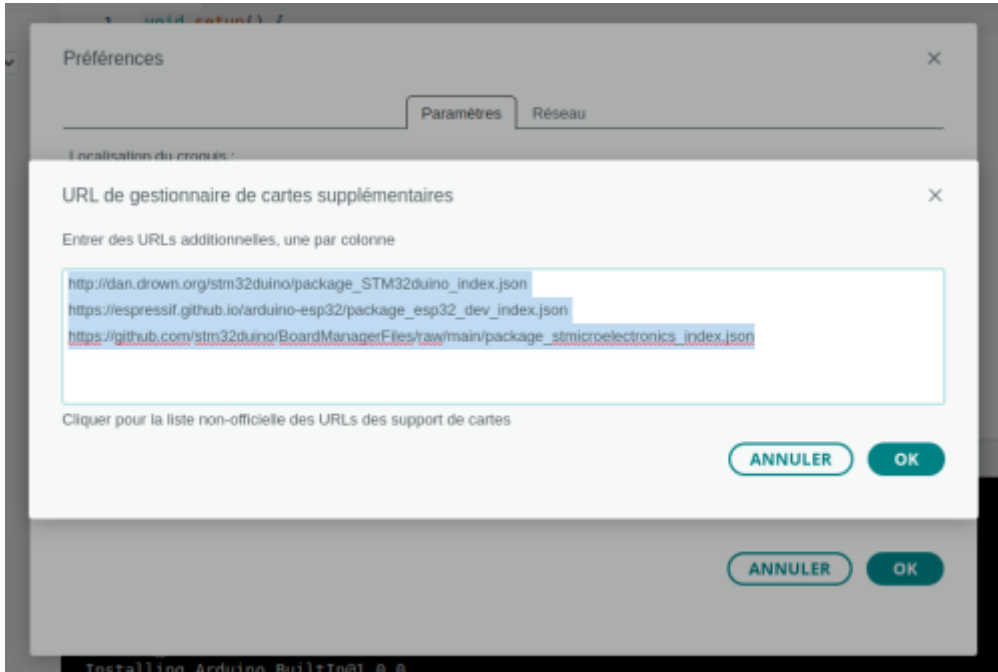 1 void setup() {
Préférences
Paramètres Réseau
Localisation du croquis :
URL de gestionnaire de cartes supplémentaires
Entrer des URLs additionnelles, une par colonne
http://dan.drown.org/stm32duino/package_STM32duino_index.json
https://espressif.github.io/arduino-esp32/package_esp32_dev_index.json
https://github.com/stm32duino/BoardManagerFiles/raw/main/package_stmicroelectronics_index.json
Cliquer pour la liste non-officielle des URLs des support de cartes
ANNULER OK
ANNULER OK
Installing Arduino_BuiltIn@1.0.0